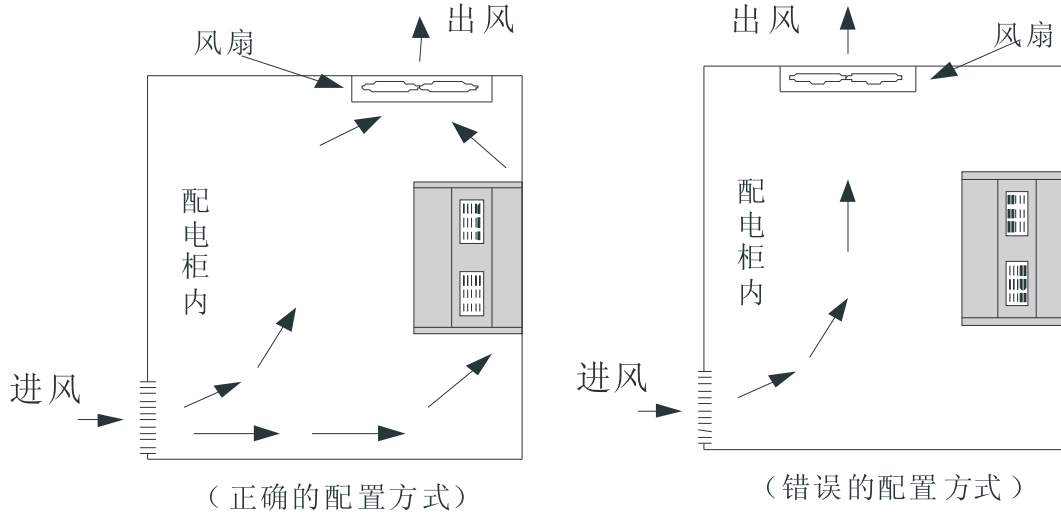 出风
风扇
配电柜内
进风
（正确的配置方式）
出风
风扇
配电柜内
进风
（错误的配置方式）